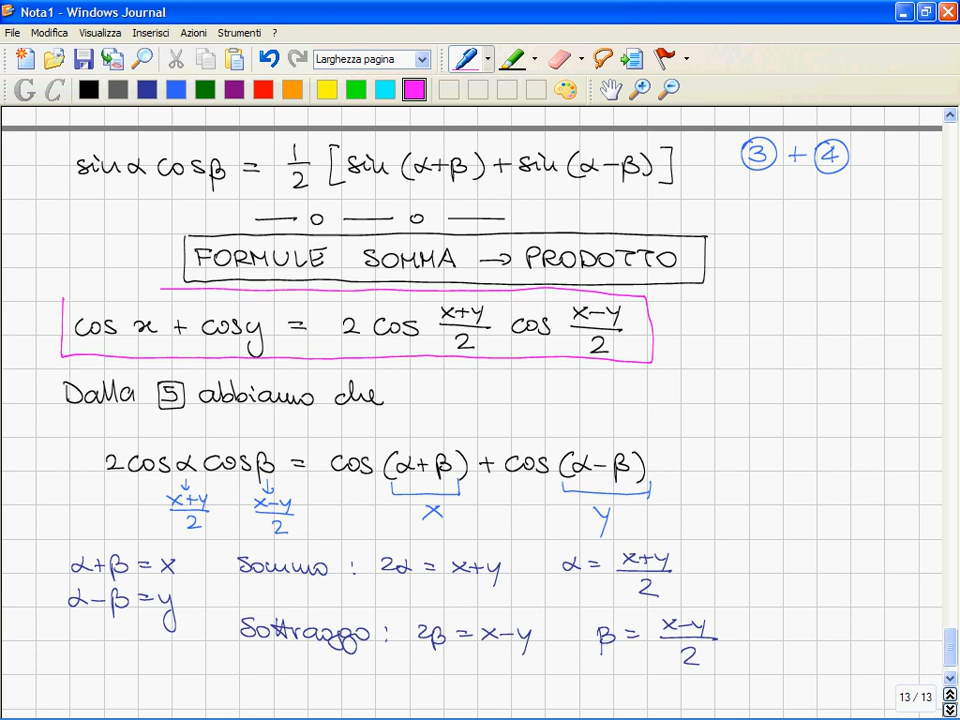 Nota1 - Windows Journal
File Modifica Visualizza Inserisci Azioni Strumenti ?
Larghezza pagina
G C
sin α cos β = 1/2 [sin (α+β) + sin (α-β)] ③ + ④
— o — o —
FORMULE SOMMA → PRODOTTO
cos x + cos y = 2 cos (x+y)/2 cos (x-y)/2
Dalla 5 abbiamo che
2 cos α cos β = cos (α+β) + cos (α-β)
↓ ↓
(x+y)/2 (x-y)/2 x y
α+β = x Sommo : 2α = x+y α = (x+y)/2
α-β = y
Sottraggo : 2β = x-y β = (x-y)/2
13 / 13